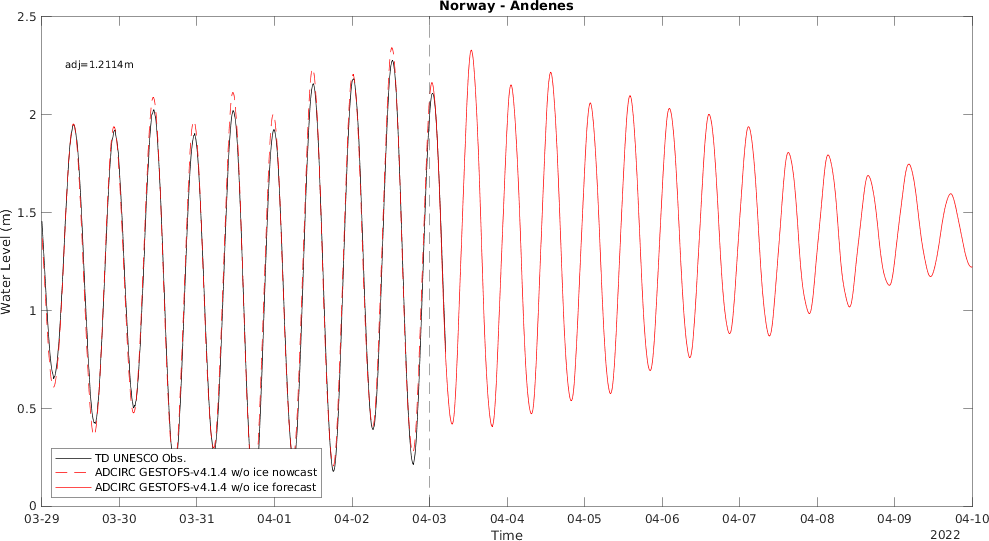 Norway - Andenes
2.5
adj=1.2114m
2
1.5
Water Level (m)
1
0.5
TD UNESCO Obs.
ADCIRC GESTOFS-v4.1.4 w/o ice nowcast
ADCIRC GESTOFS-v4.1.4 w/o ice forecast
0
03-29 03-30 03-31 04-01 04-02 04-03 04-04 04-05 04-06 04-07 04-08 04-09 04-10
Time
2022